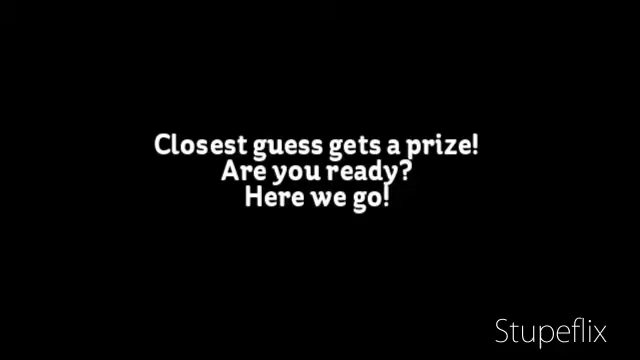 Closest guess gets a prize!
Are you ready?
Here we go!
Stupeflix